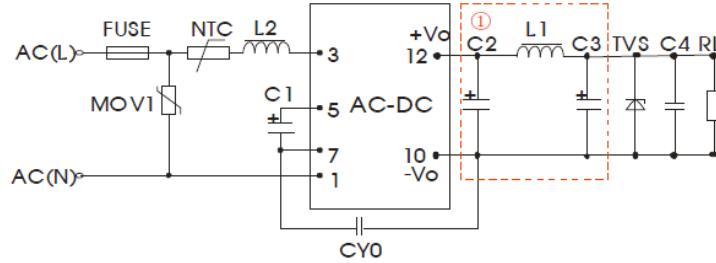 FUSE NTC L2 ① C2 L1 C3 TVS C4 RL
+Vo
AC(L) 3 12
C1
MOV1 + 5 AC-DC + +
7 10
AC(N) 1 -Vo
CY0